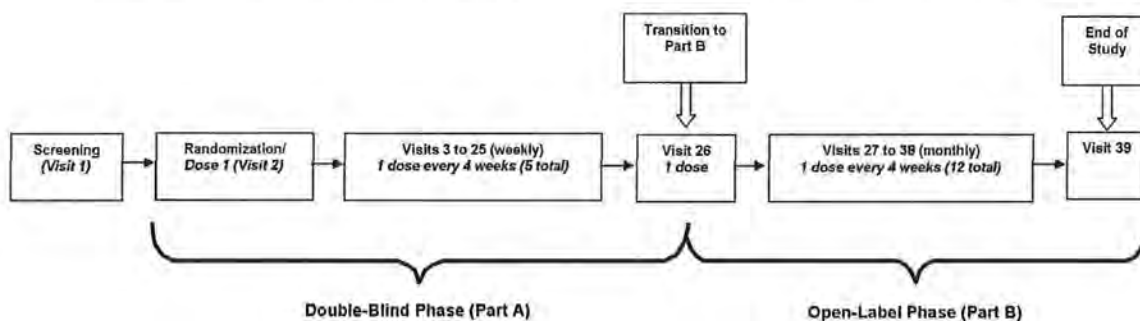 Transition to
Part B
End of
Study
Screening
(Visit 1)
Randomization/
Dose 1 (Visit 2)
Visits 3 to 25 (weekly)
1 dose every 4 weeks (5 total)
Visit 26
1 dose
Visits 27 to 38 (monthly)
1 dose every 4 weeks (12 total)
Visit 39
Double-Blind Phase (Part A)
Open-Label Phase (Part B)